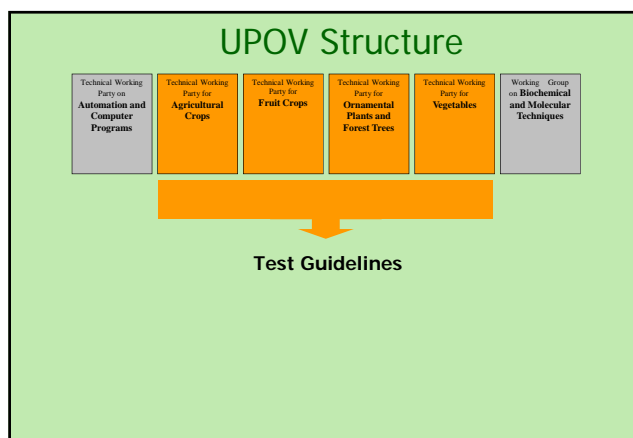 UPOV Structure
Technical Working
Party on
Automation and
Computer
Programs
Technical Working
Party for
Agricultural
Crops
Technical Working
Party for
Fruit Crops
Technical Working
Party for
Ornamental
Plants and
Forest Trees
Technical Working
Party for
Vegetables
Working Group
on Biochemical
and Molecular
Techniques
Test Guidelines